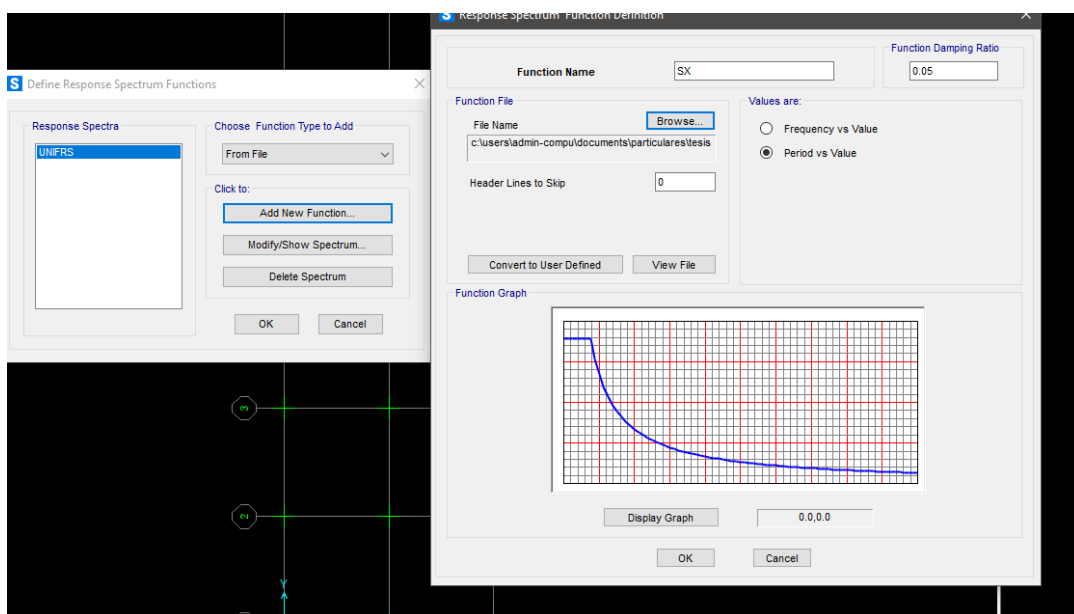 Response Spectrum Function Definition
Define Response Spectrum Functions
Response Spectra
UNIFRS
Choose Function Type to Add
From File
Click to:
Add New Function...
Modify/Show Spectrum...
Delete Spectrum
OK
Cancel
Function Name
SX
Function Damping Ratio
0.05
Function File
File Name
Browse...
c:\users\admin-compu\documents\particulares\tesis
Header Lines to Skip
0
Convert to User Defined
View File
Values are:
Frequency vs Value
Period vs Value
Function Graph
Display Graph
0.0,0.0
OK
Cancel
3
2
Y